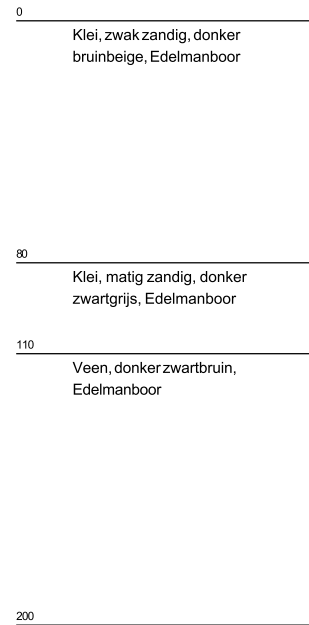 0
Klei, zwak zandig, donker
bruinbeige, Edelmanboor
80
Klei, matig zandig, donker
zwartgrijs, Edelmanboor
110
Veen, donker zwartbruin,
Edelmanboor
200